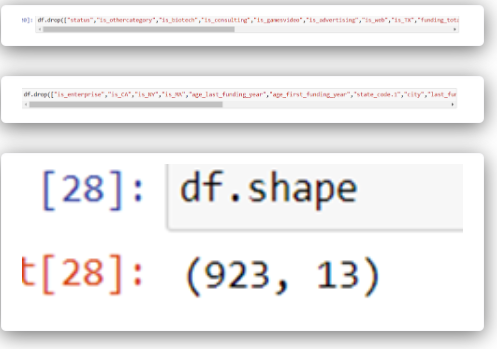 df.drop(["status","is_othercategory","is_biotech","is_consulting","is_gamesvideo","is_advertising","is_web","is_TX","funding_tota
df.drop(["is_enterprise","is_CA","is_NY","is_MA","age_last_funding_year","age_first_funding_year","state_code.1","city","last_fun
[28]: df.shape
t[28]: (923, 13)